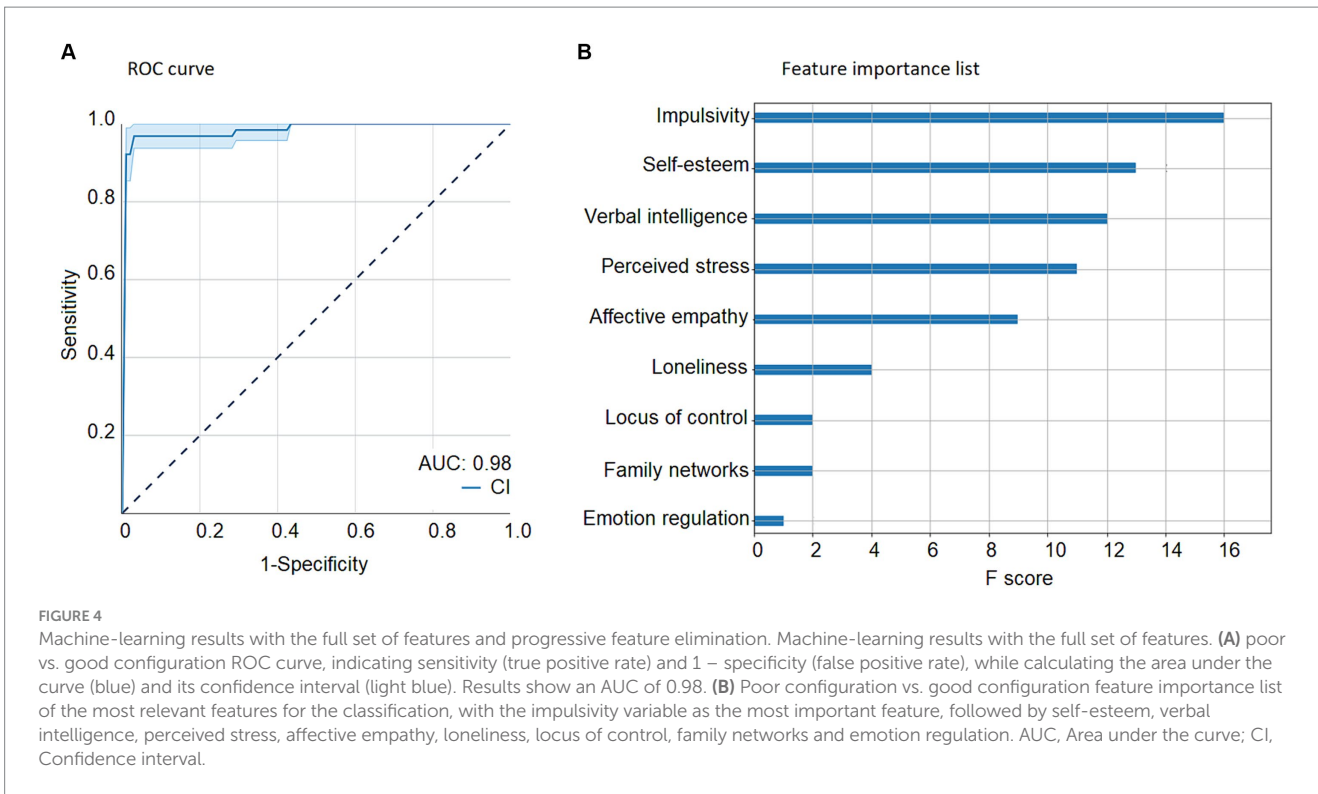 A
ROC curve
1.0
0.8
0.6
0.4
0.2
Sensitivity
AUC: 0.98
CI
0 0.2 0.4 0.6 0.8 1.0
1-Specificity
B
Feature importance list
Impulsivity
Self-esteem
Verbal intelligence
Perceived stress
Affective empathy
Loneliness
Locus of control
Family networks
Emotion regulation
0 2 4 6 8 10 12 14 16
F score
FIGURE 4
Machine-learning results with the full set of features and progressive feature elimination. Machine-learning results with the full set of features. (A) poor
vs. good configuration ROC curve, indicating sensitivity (true positive rate) and 1 – specificity (false positive rate), while calculating the area under the
curve (blue) and its confidence interval (light blue). Results show an AUC of 0.98. (B) Poor configuration vs. good configuration feature importance list
of the most relevant features for the classification, with the impulsivity variable as the most important feature, followed by self-esteem, verbal
intelligence, perceived stress, affective empathy, loneliness, locus of control, family networks and emotion regulation. AUC, Area under the curve; CI,
Confidence interval.